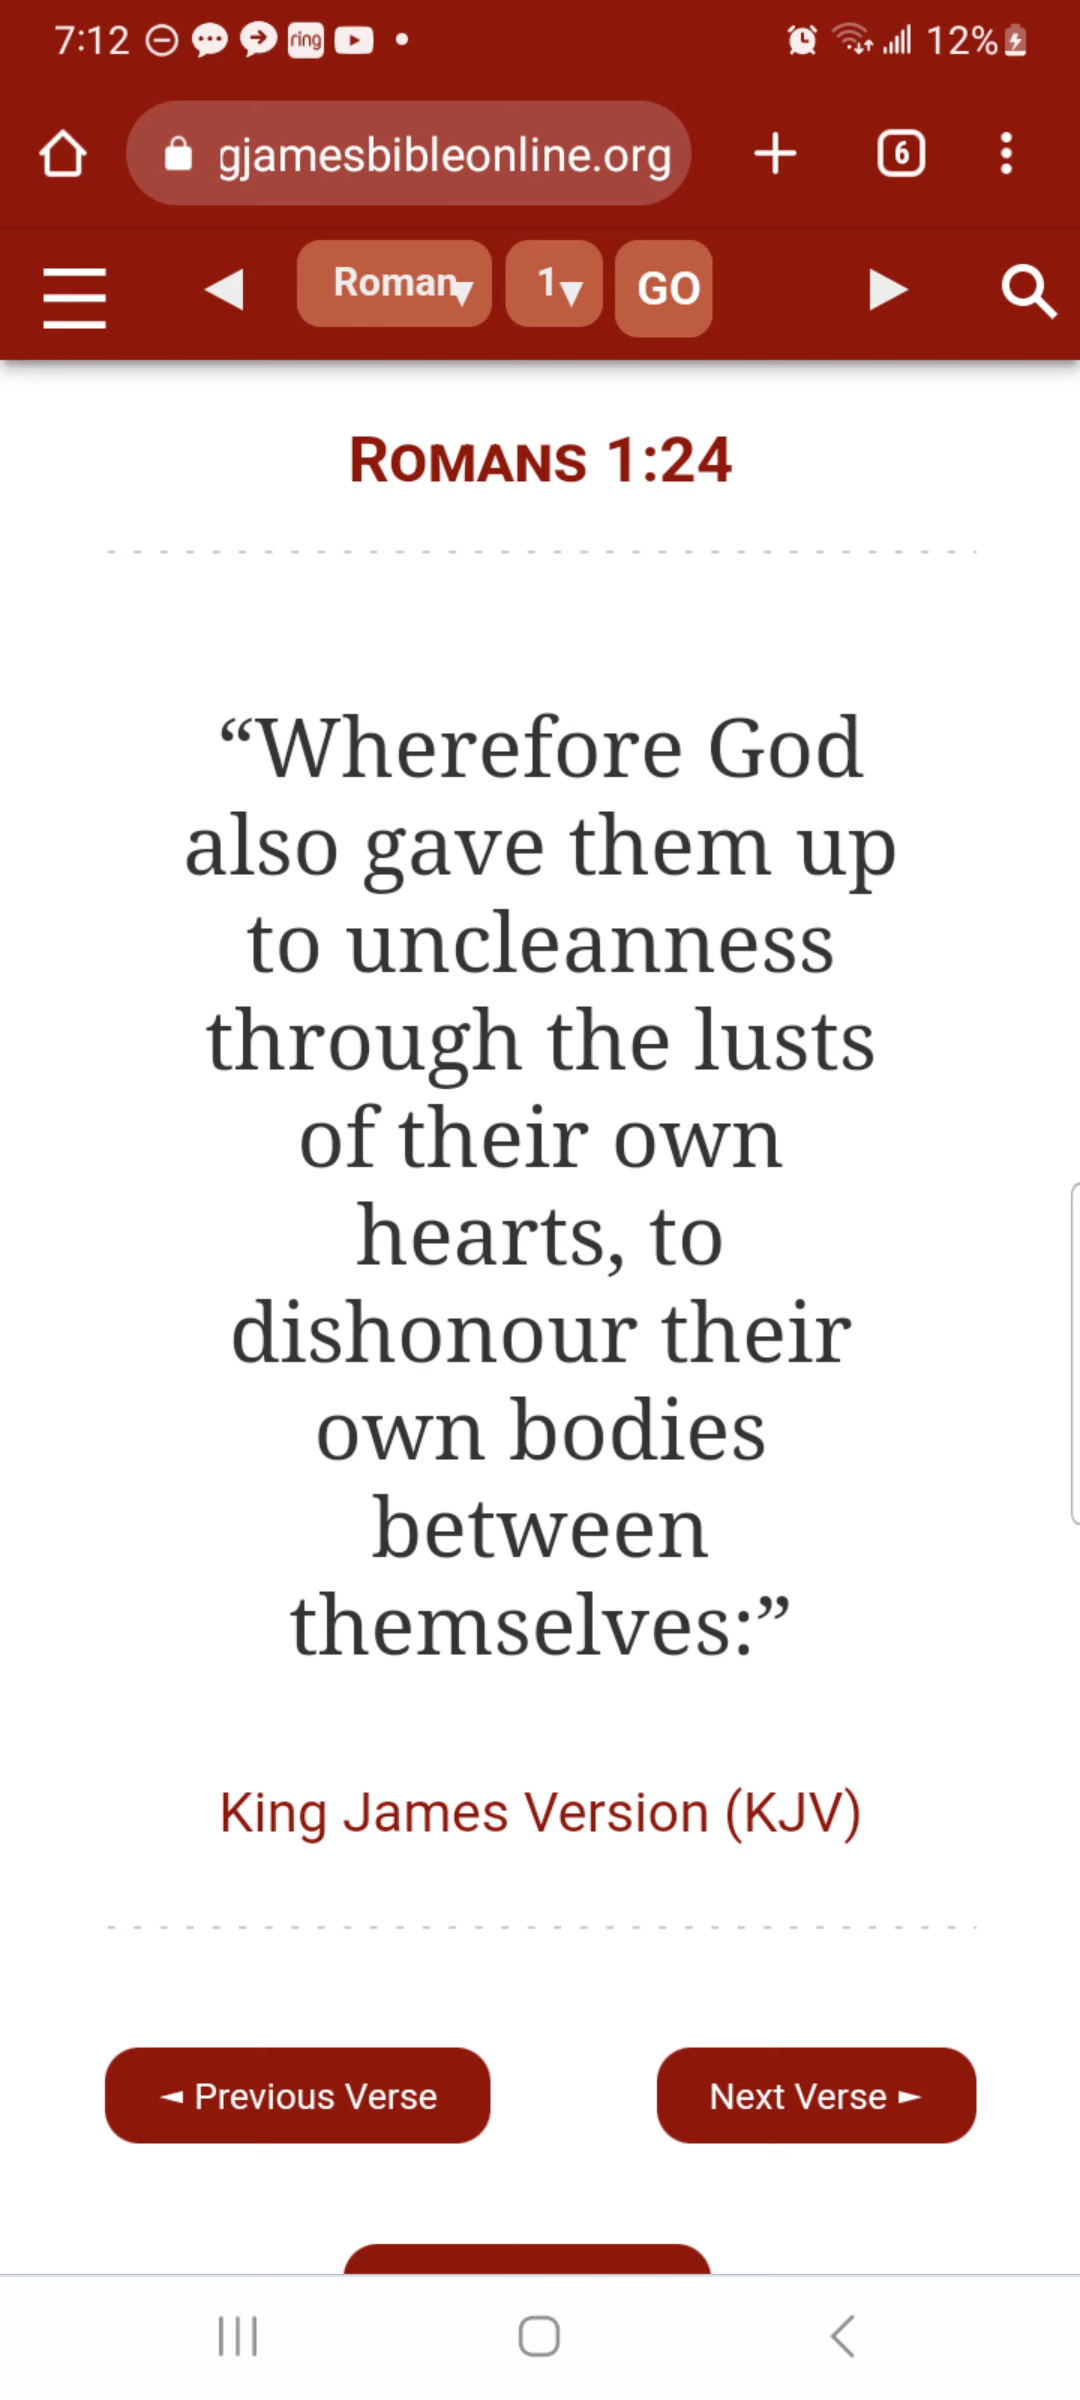 7:12 ring 12%
gjamesbibleonline.org 6
Roman 1 GO
ROMANS 1:24
“Wherefore God
also gave them up
to uncleanness
through the lusts
of their own
hearts, to
dishonour their
own bodies
between
themselves:”
King James Version (KJV)
◄ Previous Verse Next Verse ►